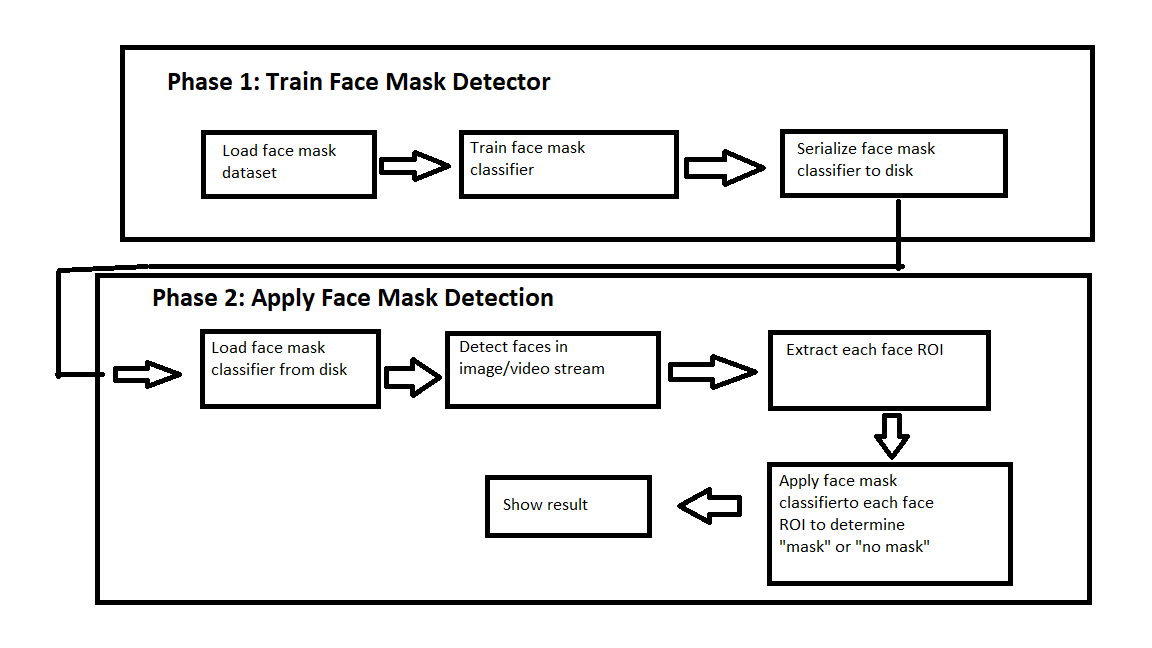 Phase 1: Train Face Mask Detector
Load face mask
dataset
Train face mask
classifier
Serialize face mask
classifier to disk
Phase 2: Apply Face Mask Detection
Load face mask
classifier from disk
Detect faces in
image/video stream
Extract each face ROI
Apply face mask
classifierto each face
ROI to determine
"mask" or "no mask"
Show result